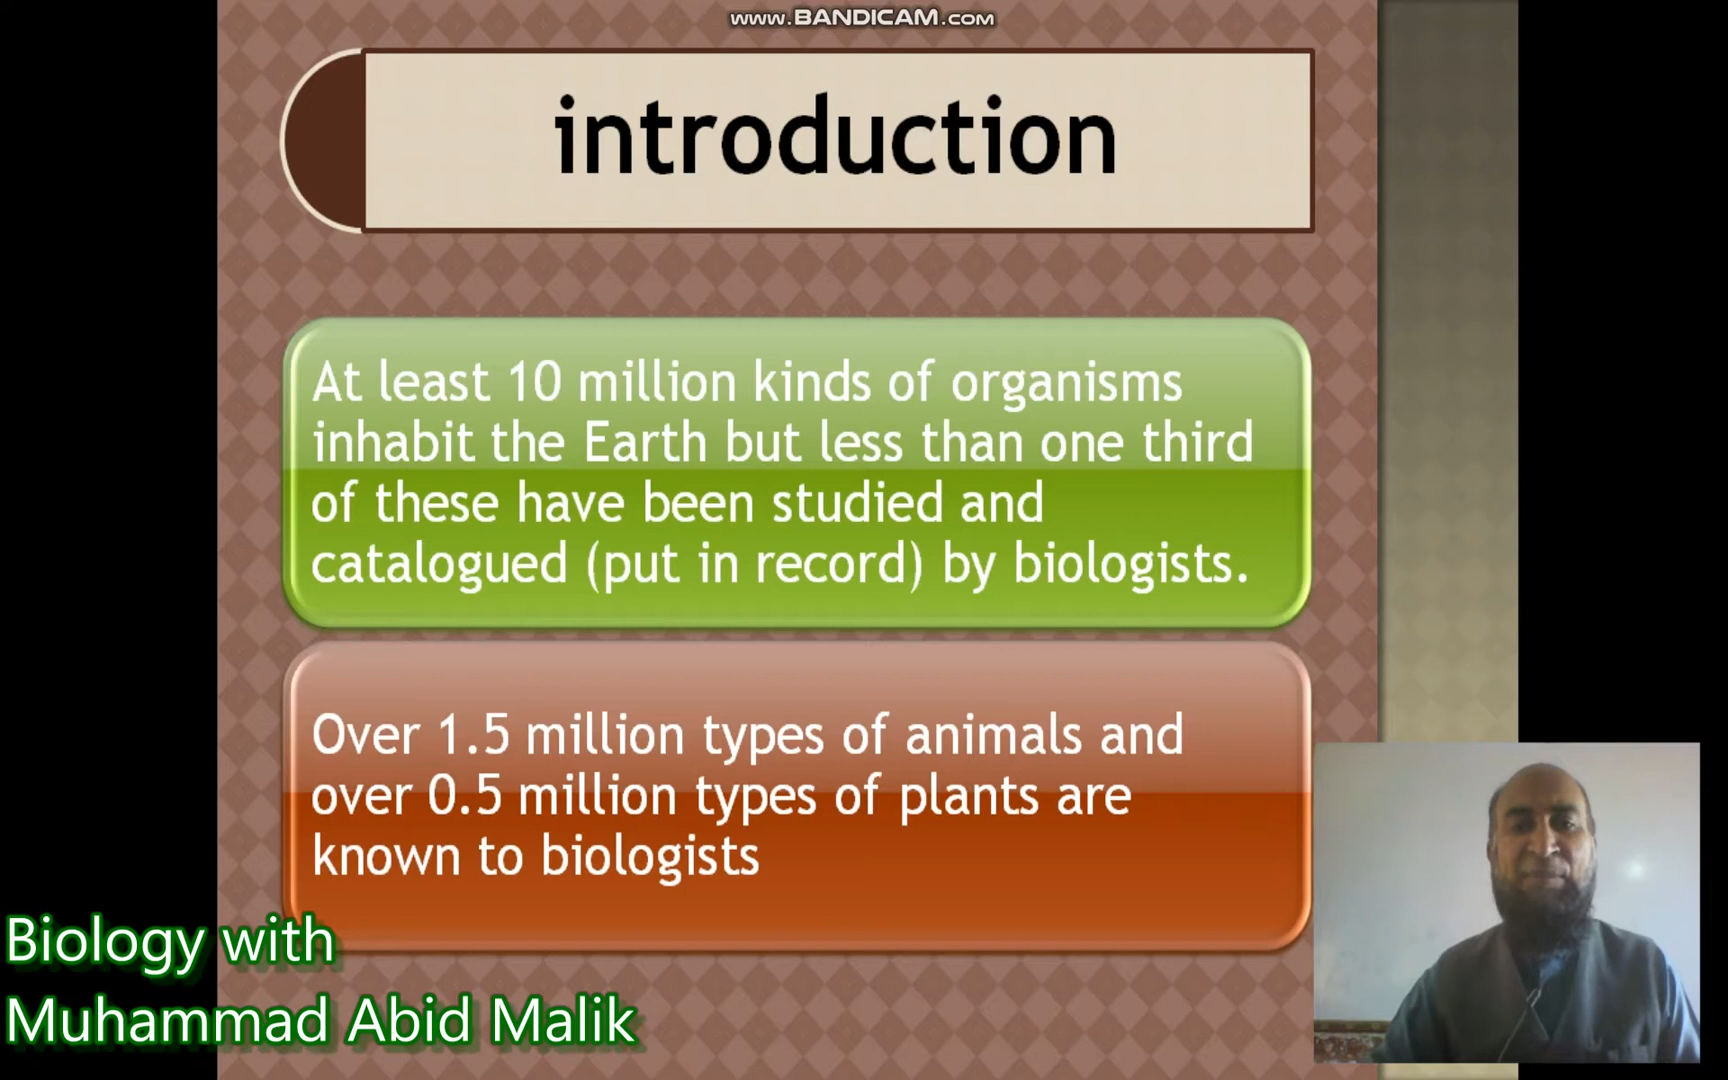 www.BANDICAM.com
introduction
At least 10 million kinds of organisms
inhabit the Earth but less than one third
of these have been studied and
catalogued (put in record) by biologists.
Over 1.5 million types of animals and
over 0.5 million types of plants are
known to biologists
Biology with
Muhammad Abid Malik